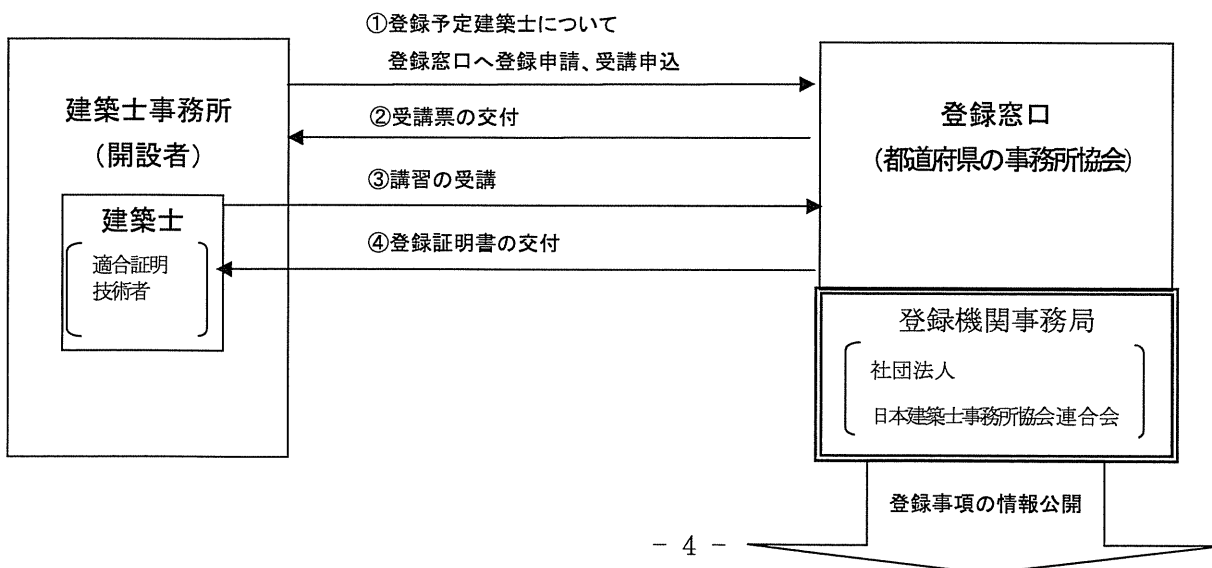 ①登録予定建築士について
登録窓口へ登録申請、受講申込
建築士事務所
（開設者）
②受講票の交付
登録窓口
（都道府県の事務所協会）
③講習の受講
建築士
④登録証明書の交付
適合証明
技術者
登録機関事務局
社団法人
日本建築士事務所協会連合会
登録事項の情報公開
- 4 -